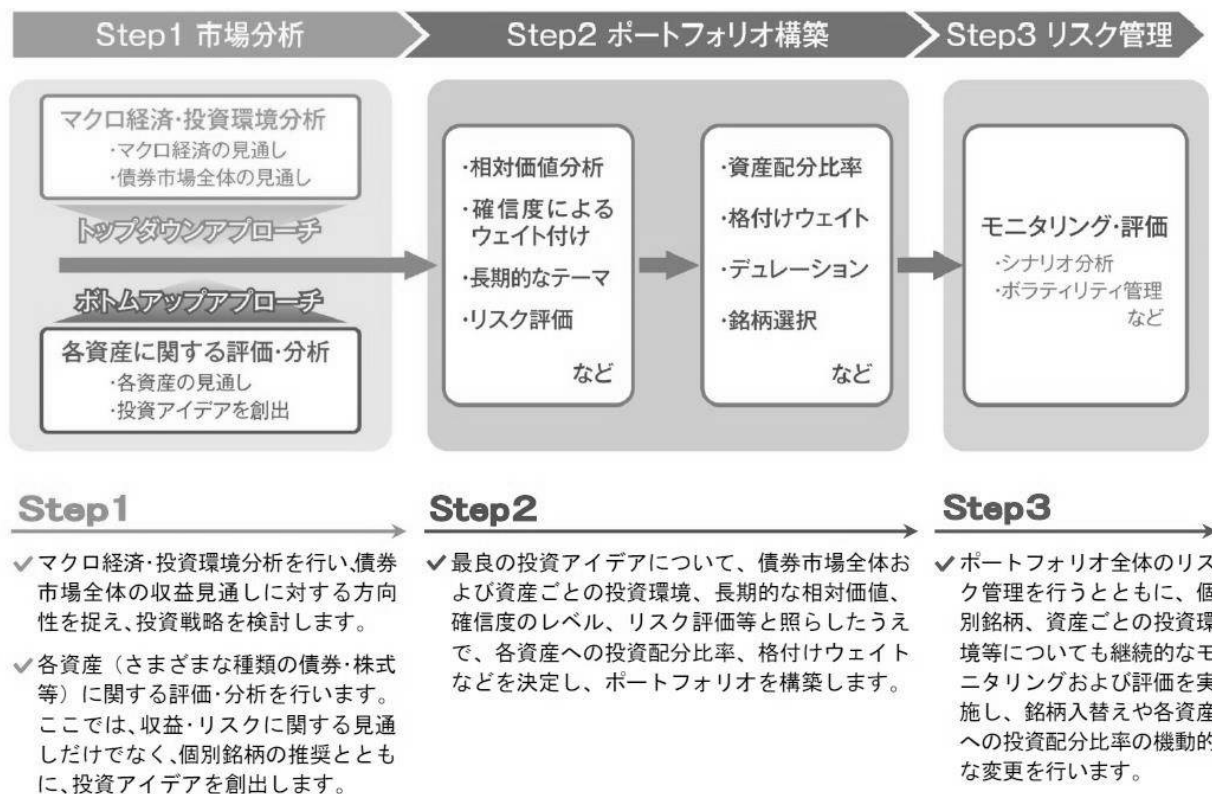 Step1 市場分析
Step2 ポートフォリオ構築
Step3 リスク管理
マクロ経済･投資環境分析
･マクロ経済の見通し
･債券市場全体の見通し
トップダウンアプローチ
ボトムアップアプローチ
各資産に関する評価･分析
･各資産の見通し
･投資アイデアを創出
･相対価値分析
･確信度による
ウェイト付け
･長期的なテーマ
･リスク評価
など
･資産配分比率
･格付けウェイト
･デュレーション
･銘柄選択
など
モニタリング･評価
･シナリオ分析
･ボラティリティ管理
など
Step1
✓マクロ経済･投資環境分析を行い、債券
市場全体の収益見通しに対する方向
性を捉え、投資戦略を検討します。
✓各資産（さまざまな種類の債券･株式
等）に関する評価･分析を行います。
ここでは、収益･リスクに関する見通
しだけでなく、個別銘柄の推奨ととも
に、投資アイデアを創出します。
Step2
✓最良の投資アイデアについて、債券市場全体お
よび資産ごとの投資環境、長期的な相対価値、
確信度のレベル、リスク評価等と照らしたうえ
で、各資産への投資配分比率、格付けウェイト
などを決定し、ポートフォリオを構築します。
Step3
✓ポートフォリオ全体のリス
ク管理を行うとともに、個
別銘柄、資産ごとの投資環
境等についても継続的なモ
ニタリングおよび評価を実
施し、銘柄入替えや各資産
への投資配分比率の機動的
な変更を行います。